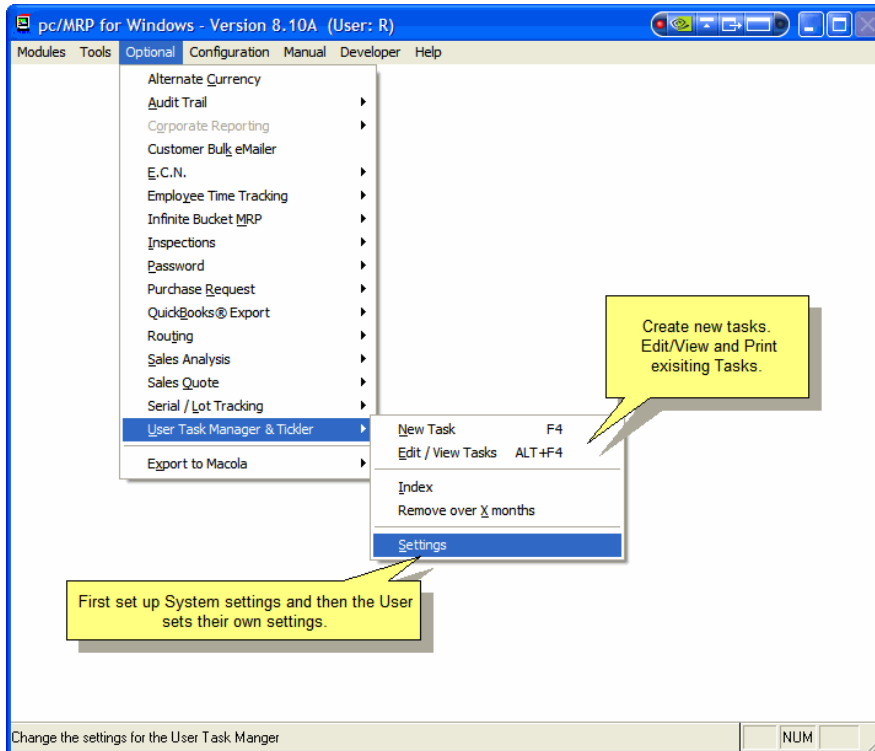 pc/MRP for Windows - Version 8.10A (User: R)
Modules Tools Optional Configuration Manual Developer Help
Alternate Currency
Audit Trail
Corporate Reporting
Customer Bulk eMailer
E.C.N.
Employee Time Tracking
Infinite Bucket MRP
Inspections
Password
Purchase Request
QuickBooks® Export
Routing
Sales Analysis
Sales Quote
Serial / Lot Tracking
User Task Manager & Tickler
Export to Macola
New Task F4
Edit / View Tasks ALT+F4
Index
Remove over X months
Settings
Create new tasks.
Edit/View and Print
exisiting Tasks.
First set up System settings and then the User
sets their own settings.
Change the settings for the User Task Manger
NUM